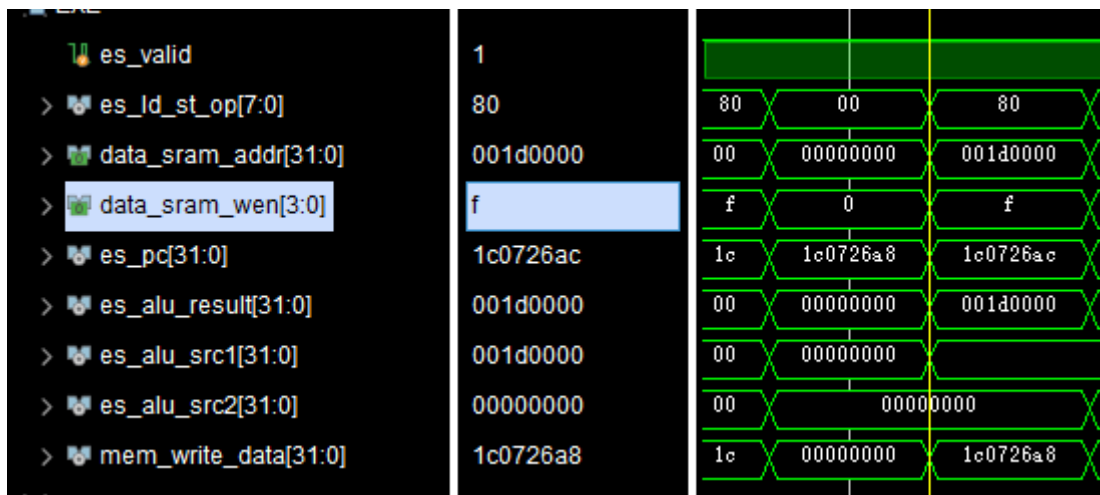 EXE
es_valid 1
es_ld_st_op[7:0] 80 80 00 80
data_sram_addr[31:0] 001d0000 00 00000000 001d0000
data_sram_wen[3:0] f f 0 f
es_pc[31:0] 1c0726ac 1c 1c0726a8 1c0726ac
es_alu_result[31:0] 001d0000 00 00000000 001d0000
es_alu_src1[31:0] 001d0000 00 00000000
es_alu_src2[31:0] 00000000 00 00000000
mem_write_data[31:0] 1c0726a8 1c 00000000 1c0726a8